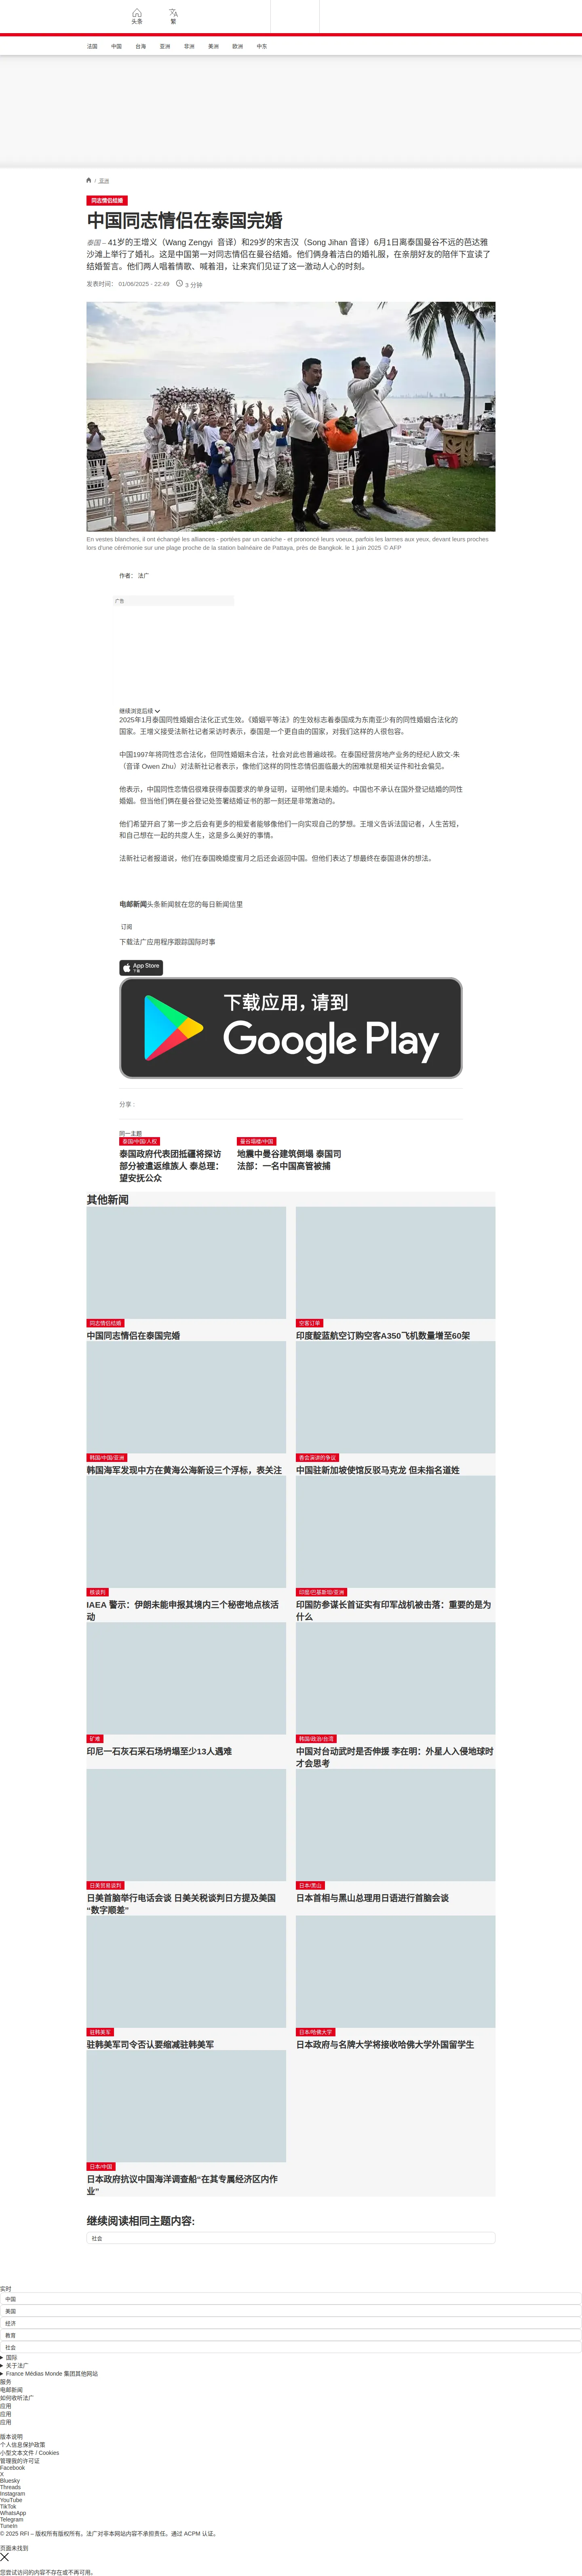 头条
繁
法国 中国 台海 亚洲 非洲 美洲 欧洲 中东
/ 亚洲
同志情侣结婚
中国同志情侣在泰国完婚
泰国 – 41岁的王增义（Wang Zengyi 音译）和29岁的宋吉汉（Song Jihan 音译）6月1日离泰国曼谷不远的芭达雅
沙滩上举行了婚礼。这是中国第一对同志情侣在曼谷结婚。他们俩身着洁白的婚礼服，在亲朋好友的陪伴下宣读了
结婚誓言。他们两人唱着情歌、喊着泪，让来宾们见证了这一激动人心的时刻。
发表时间： 01/06/2025 - 22:49 3 分钟
En vestes blanches, il ont échangé les alliances - portées par un caniche - et prononcé leurs voeux, parfois les larmes aux yeux, devant leurs proches
lors d'une cérémonie sur une plage proche de la station balnéaire de Pattaya, près de Bangkok. le 1 juin 2025 © AFP
作者： 法广
广告
继续浏览后续
2025年1月泰国同性婚姻合法化正式生效。《婚姻平等法》的生效标志着泰国成为东南亚少有的同性婚姻合法化的
国家。王增义接受法新社记者采访时表示，泰国是一个更自由的国家，对我们这样的人很包容。
中国1997年将同性恋合法化，但同性婚姻未合法，社会对此也普遍歧视。在泰国经营房地产业务的经纪人欧文-朱
（音译 Owen Zhu）对法新社记者表示，像他们这样的同性恋情侣面临最大的困难就是相关证件和社会偏见。
他表示，中国同性恋情侣很难获得泰国要求的单身证明，证明他们是未婚的。中国也不承认在国外登记结婚的同性
婚姻。但当他们俩在曼谷登记处签署结婚证书的那一刻还是非常激动的。
他们希望开启了第一步之后会有更多的相爱者能够像他们一向实现自己的梦想。王增义告诉法国记者，人生苦短，
和自己想在一起的共度人生，这是多么美好的事情。
法新社记者报道说，他们在泰国晚婚度蜜月之后还会返回中国。但他们表达了想最终在泰国退休的想法。
电邮新闻头条新闻就在您的每日新闻信里
订阅
下载法广应用程序跟踪国际时事
App Store
下载
下载应用，请到
Google Play
分享 :
同一主题
泰国/中国/人权
泰国政府代表团抵疆将探访
部分被遣返维族人 泰总理：
望安抚公众
曼谷塌楼/中国
地震中曼谷建筑倒塌 泰国司
法部：一名中国高管被捕
其他新闻
同志情侣结婚
中国同志情侣在泰国完婚
空客订单
印度靛蓝航空订购空客A350飞机数量增至60架
韩国/中国/亚洲
韩国海军发现中方在黄海公海新设三个浮标，表关注
香会演讲的争议
中国驻新加坡使馆反驳马克龙 但未指名道姓
核谈判
IAEA 警示：伊朗未能申报其境内三个秘密地点核活
动
印度/巴基斯坦/亚洲
印国防参谋长首证实有印军战机被击落：重要的是为
什么
矿难
印尼一石灰石采石场坍塌至少13人遇难
韩国/政治/台湾
中国对台动武时是否伸援 李在明：外星人入侵地球时
才会思考
日美贸易谈判
日美首脑举行电话会谈 日美关税谈判日方提及美国
“数字顺差”
日本/黑山
日本首相与黑山总理用日语进行首脑会谈
驻韩美军
驻韩美军司令否认要缩减驻韩美军
日本/哈佛大学
日本政府与名牌大学将接收哈佛大学外国留学生
日本/中国
日本政府抗议中国海洋调查船“在其专属经济区内作
业”
继续阅读相同主题内容:
社会
实时
中国
美国
经济
教育
社会
国际
关于法广
France Médias Monde 集团其他网站
服务
电邮新闻
如何收听法广
应用
应用
应用
版本说明
个人信息保护政策
小型文本文件 / Cookies
管理我的许可证
Facebook
X
Bluesky
Threads
Instagram
YouTube
TikTok
WhatsApp
Telegram
TuneIn
© 2025 RFI – 版权所有版权所有。法广对非本网站内容不承担责任。通过 ACPM 认证。
页面未找到
您尝试访问的内容不存在或不再可用。